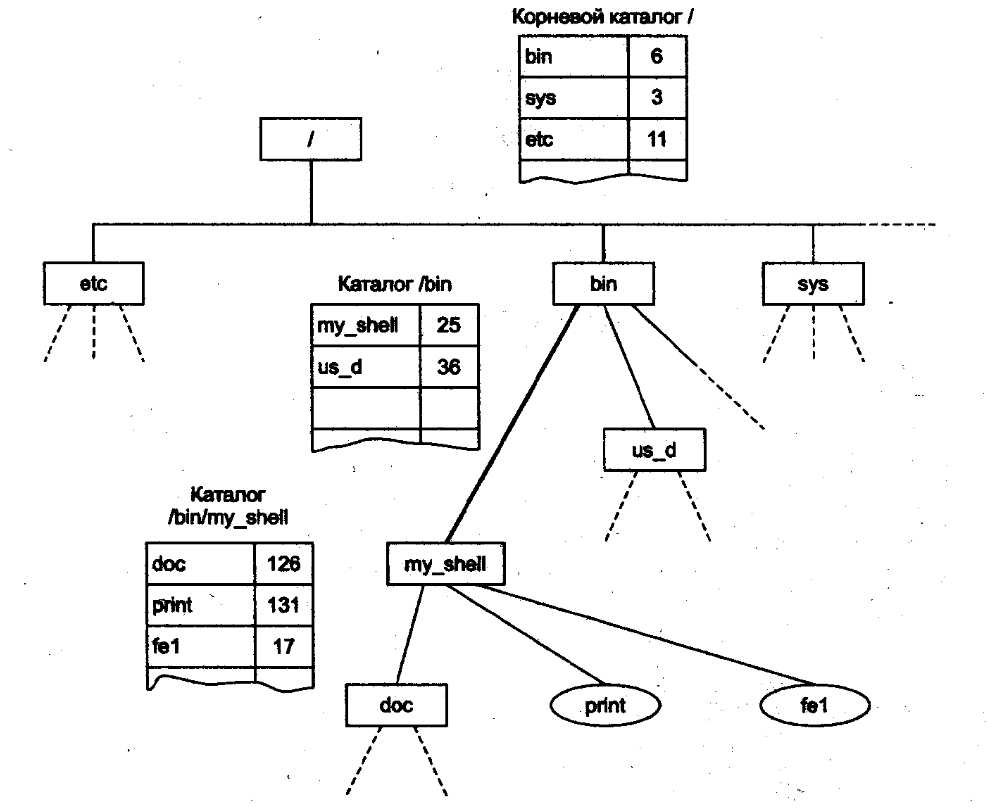 Корневой каталог /
bin 6
sys 3
etc 11
/
etc
bin
sys
Каталог /bin
my_shell 25
us_d 36
us_d
Каталог
/bin/my_shell
doc 126
print 131
fe1 17
my_shell
doc
print
fe1